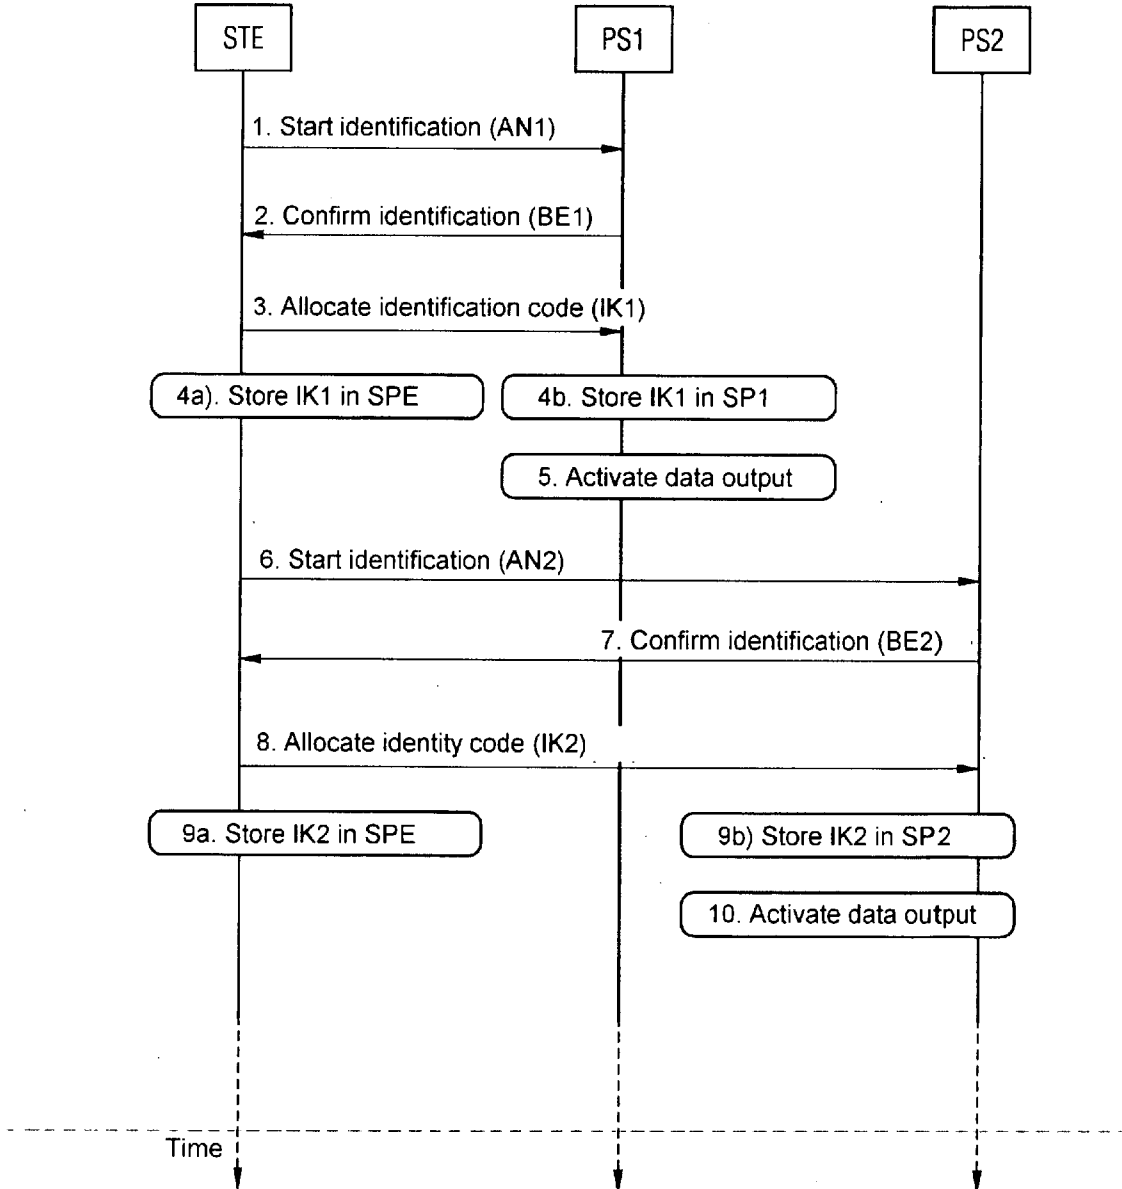 STE
PS1
PS2
1. Start identification (AN1)
2. Confirm identification (BE1)
3. Allocate identification code (IK1)
4a). Store IK1 in SPE
4b. Store IK1 in SP1
5. Activate data output
6. Start identification (AN2)
7. Confirm identification (BE2)
8. Allocate identity code (IK2)
9a. Store IK2 in SPE
9b) Store IK2 in SP2
10. Activate data output
Time